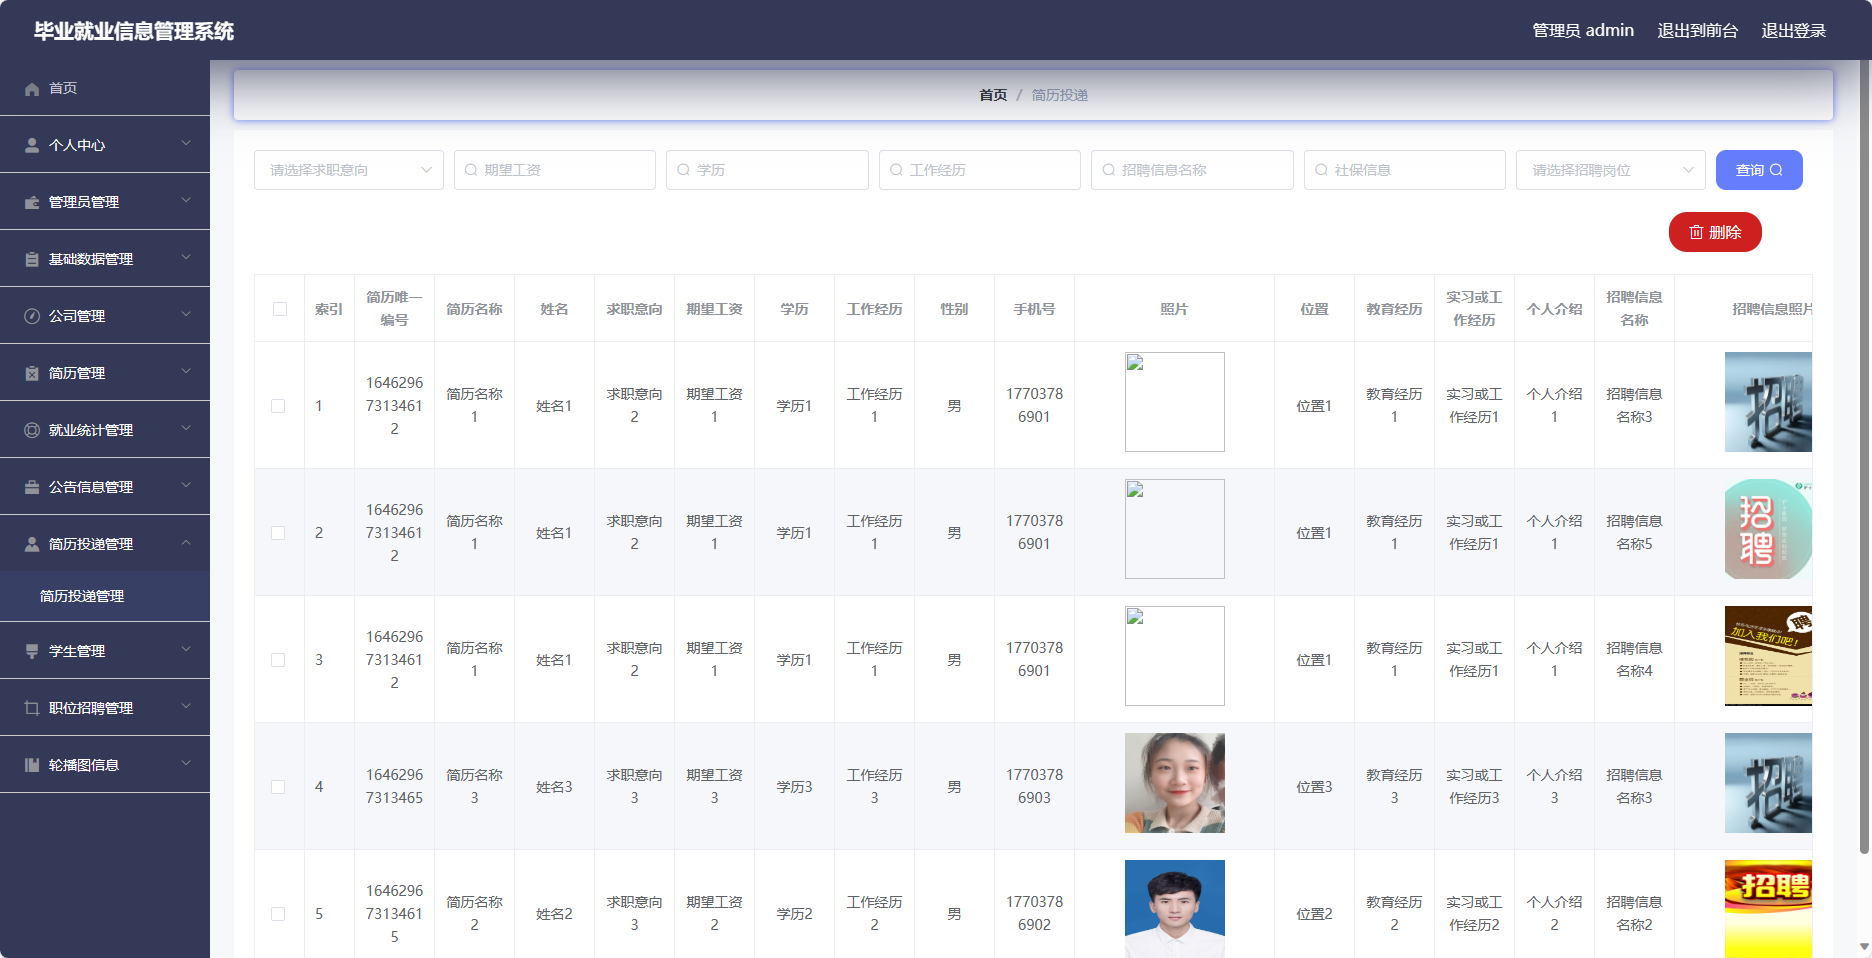 毕业就业信息管理系统
管理员 admin 退出到前台 退出登录
首页
个人中心
管理员管理
基础数据管理
公司管理
简历管理
就业统计管理
公告信息管理
简历投递管理
简历投递管理
学生管理
职位招聘管理
轮播图信息
首页 / 简历投递
请选择求职意向 期望工资 学历 工作经历 招聘信息名称 社保信息 请选择招聘岗位 查询
删除
索引 简历唯一编号 简历名称 姓名 求职意向 期望工资 学历 工作经历 性别 手机号 照片 位置 教育经历 实习或工作经历 个人介绍 招聘信息名称 招聘信息照片
1 1646296731346 12 简历名称1 姓名1 求职意向2 期望工资1 学历1 工作经历1 男 17703786901 位置1 教育经历1 实习或工作经历1 个人介绍1 招聘信息名称3
招聘
2 1646296731346 12 简历名称1 姓名1 求职意向2 期望工资1 学历1 工作经历1 男 17703786901 位置1 教育经历1 实习或工作经历1 个人介绍1 招聘信息名称5
招聘
3 1646296731346 12 简历名称1 姓名1 求职意向2 期望工资1 学历1 工作经历1 男 17703786901 位置1 教育经历1 实习或工作经历1 个人介绍1 招聘信息名称4
聘
加入我们吧!
4 16462967313465 简历名称3 姓名3 求职意向3 期望工资3 学历3 工作经历3 男 17703786903 位置3 教育经历3 实习或工作经历3 个人介绍3 招聘信息名称3
招聘
5 164629673134615 简历名称2 姓名2 求职意向3 期望工资2 学历2 工作经历2 男 17703786902 位置2 教育经历2 实习或工作经历2 个人介绍2 招聘信息名称2
招聘